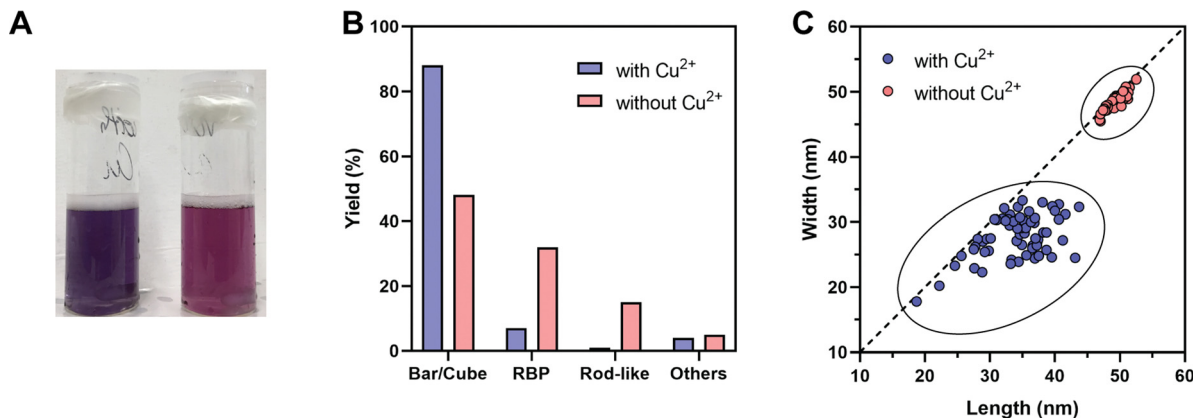 A
B
C
100
80
60
40
20
0
Yield (%)
with Cu²⁺
without Cu²⁺
Bar/Cube
RBP
Rod-like
Others
60
50
40
30
20
10
Width (nm)
with Cu²⁺
without Cu²⁺
10
20
30
40
50
60
Length (nm)